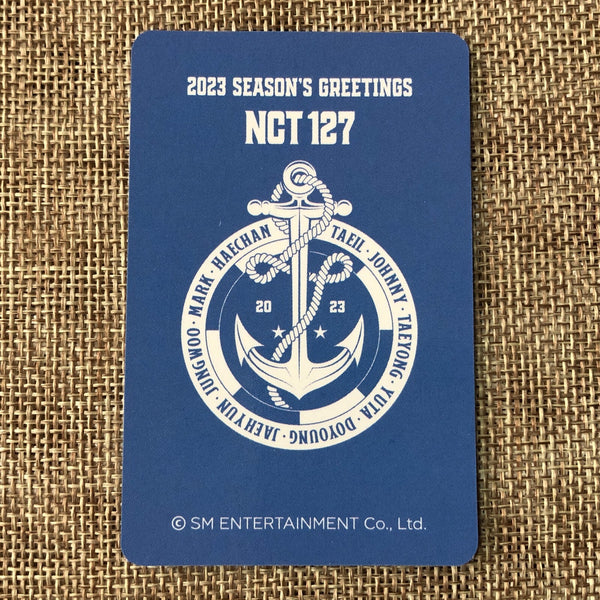 2023 SEASON'S GREETINGS
NCT 127
TAEIL · JOHNNY · TAEYONG · YUTA · DOYOUNG · JAEHYUN · JUNGWOO · MARK · HAECHAN
20 23
© SM ENTERTAINMENT Co., Ltd.